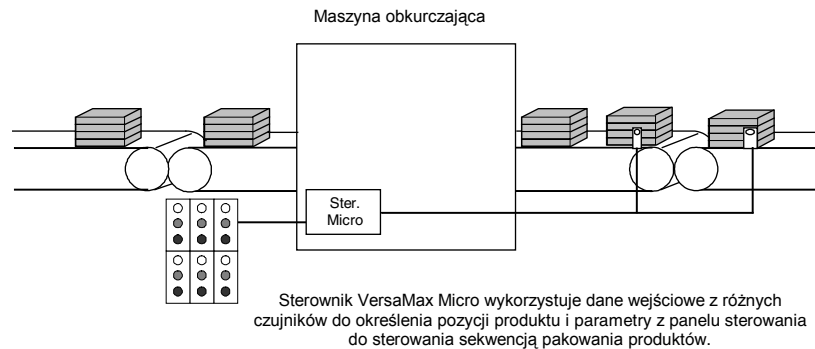 Maszyna obkurczająca
Ster.
Micro
Sterownik VersaMax Micro wykorzystuje dane wejściowe z różnych
czujników do określenia pozycji produktu i parametry z panelu sterowania
do sterowania sekwencją pakowania produktów.